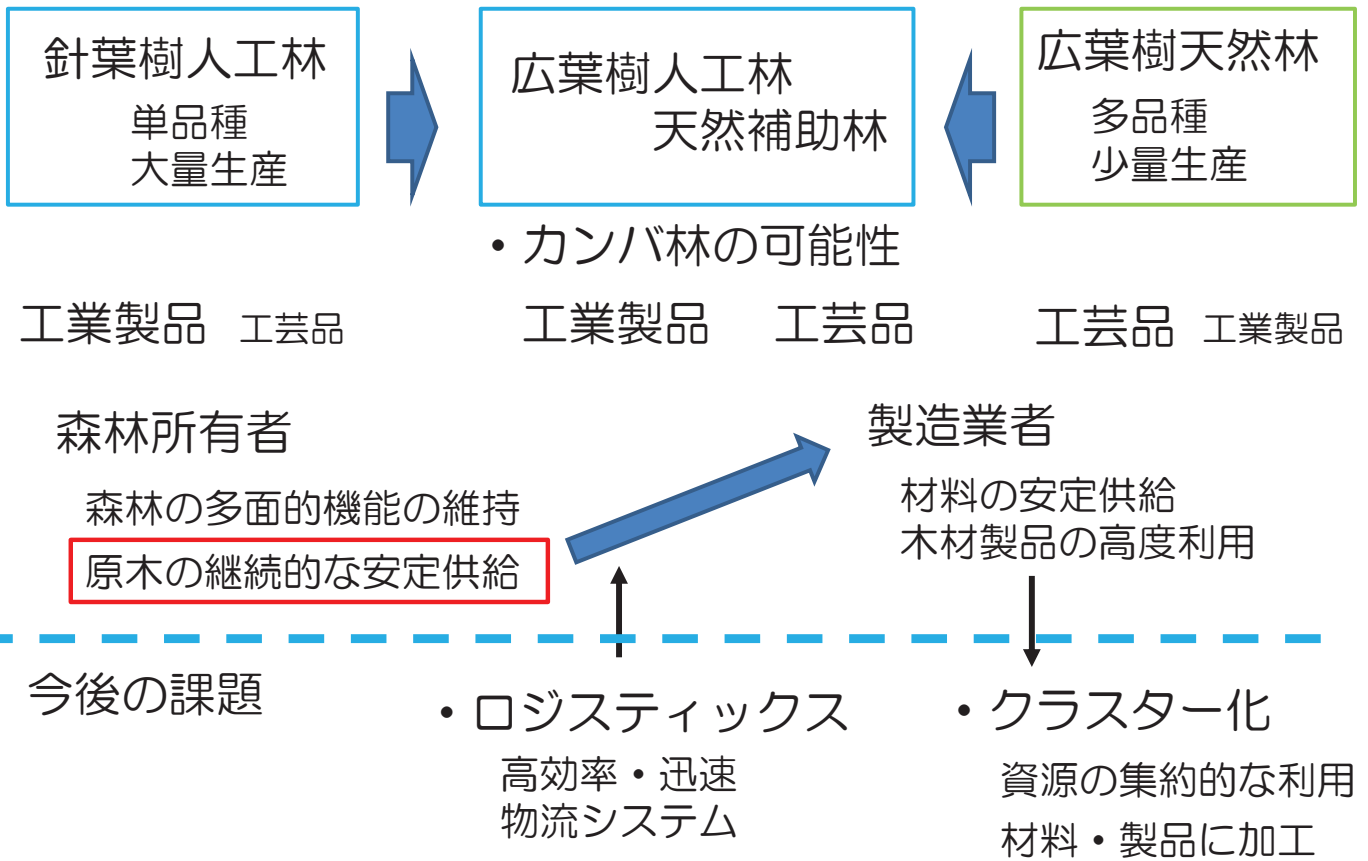 針葉樹人工林
単品種
大量生産
広葉樹人工林
天然補助林
広葉樹天然林
多品種
少量生産
・カンバ林の可能性
工業製品 工芸品
工業製品 工芸品
工芸品 工業製品
森林所有者
森林の多面的機能の維持
原木の継続的な安定供給
製造業者
材料の安定供給
木材製品の高度利用
今後の課題
・ロジスティックス
高効率・迅速
物流システム
・クラスター化
資源の集約的な利用
材料・製品に加工